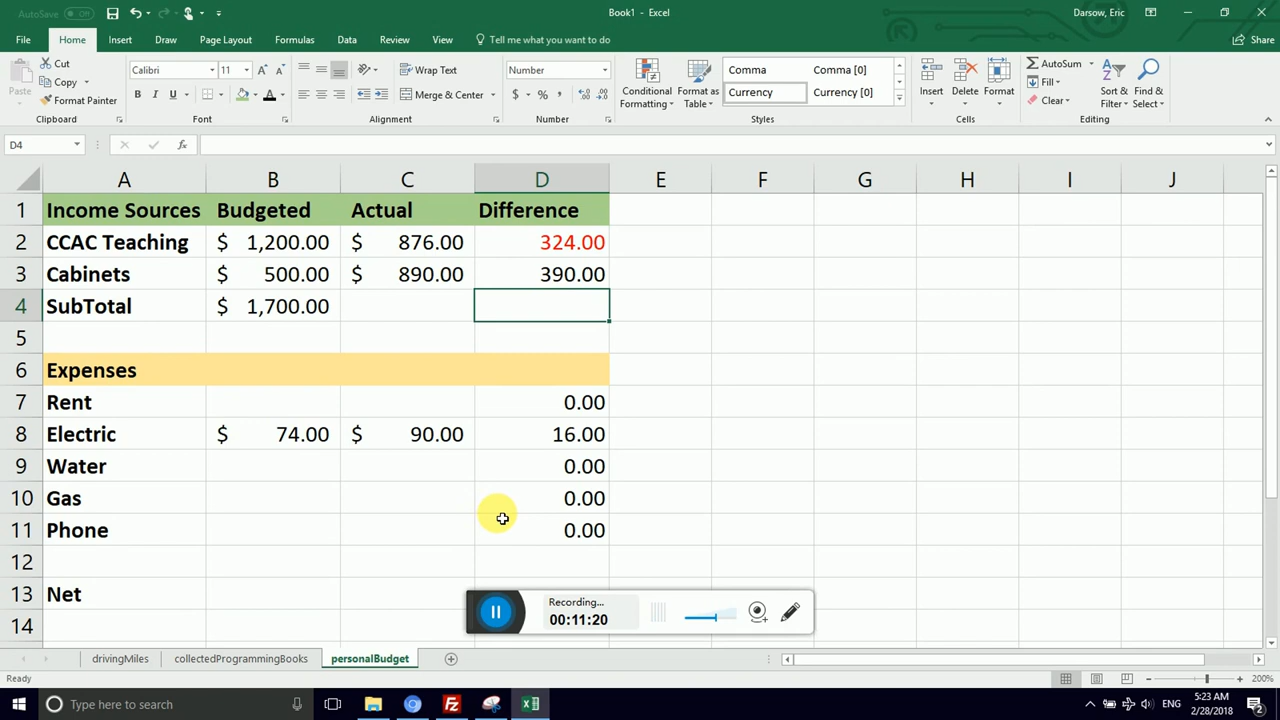 AutoSave Off
Book1 - Excel
Darsow, Eric
File Home Insert Draw Page Layout Formulas Data Review View Tell me what you want to do Share
Paste
Cut
Copy
Format Painter
Clipboard
Calibri 11
B I U
Font
Wrap Text
Merge & Center
Alignment
Number
$ % ,
Number
Conditional Formatting
Format as Table
Comma Comma [0]
Currency Currency [0]
Styles
Insert Delete Format
Cells
AutoSum
Fill
Clear
Sort & Filter
Find & Select
Editing
D4 fx
A B C D E F G H I J
1 Income Sources Budgeted Actual Difference
2 CCAC Teaching $ 1,200.00 $ 876.00 324.00
3 Cabinets $ 500.00 $ 890.00 390.00
4 SubTotal $ 1,700.00
5
6 Expenses
7 Rent 0.00
8 Electric $ 74.00 $ 90.00 16.00
9 Water 0.00
10 Gas 0.00
11 Phone 0.00
12
13 Net
14
Recording...
00:11:20
drivingMiles collectedProgrammingBooks personalBudget
Ready
200%
Type here to search
ENG
5:23 AM
2/28/2018
2